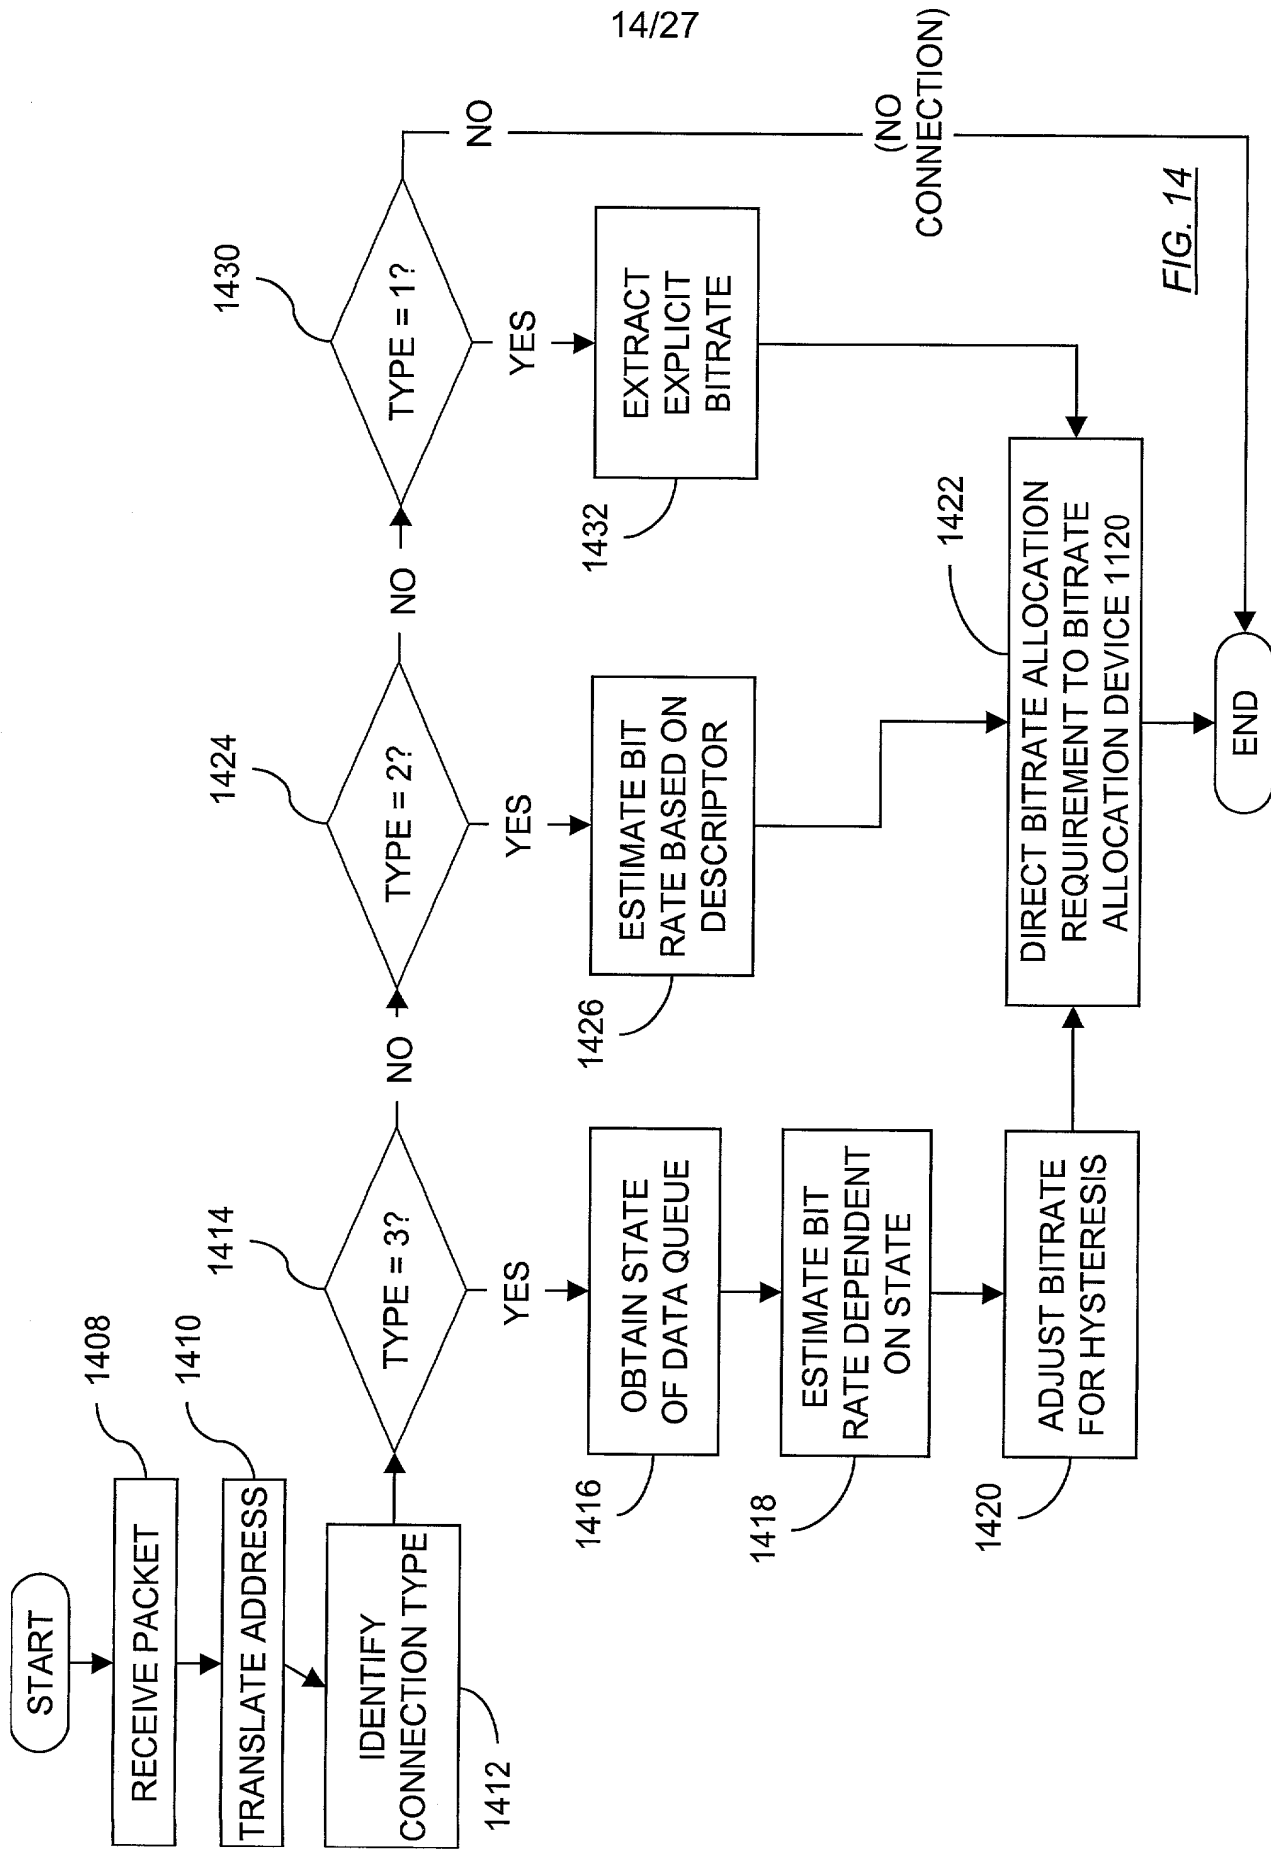 14/27
START
RECEIVE PACKET
1408
TRANSLATE ADDRESS
1410
IDENTIFY
CONNECTION TYPE
1412
TYPE = 3?
1414
NO
YES
OBTAIN STATE
OF DATA QUEUE
1416
ESTIMATE BIT
RATE DEPENDENT
ON STATE
1418
ADJUST BITRATE
FOR HYSTERESIS
1420
TYPE = 2?
1424
NO
YES
ESTIMATE BIT
RATE BASED ON
DESCRIPTOR
1426
TYPE = 1?
1430
NO
YES
EXTRACT
EXPLICIT
BITRATE
1432
(NO
CONNECTION)
DIRECT BITRATE ALLOCATION
REQUIREMENT TO BITRATE
ALLOCATION DEVICE 1120
1422
END
FIG. 14